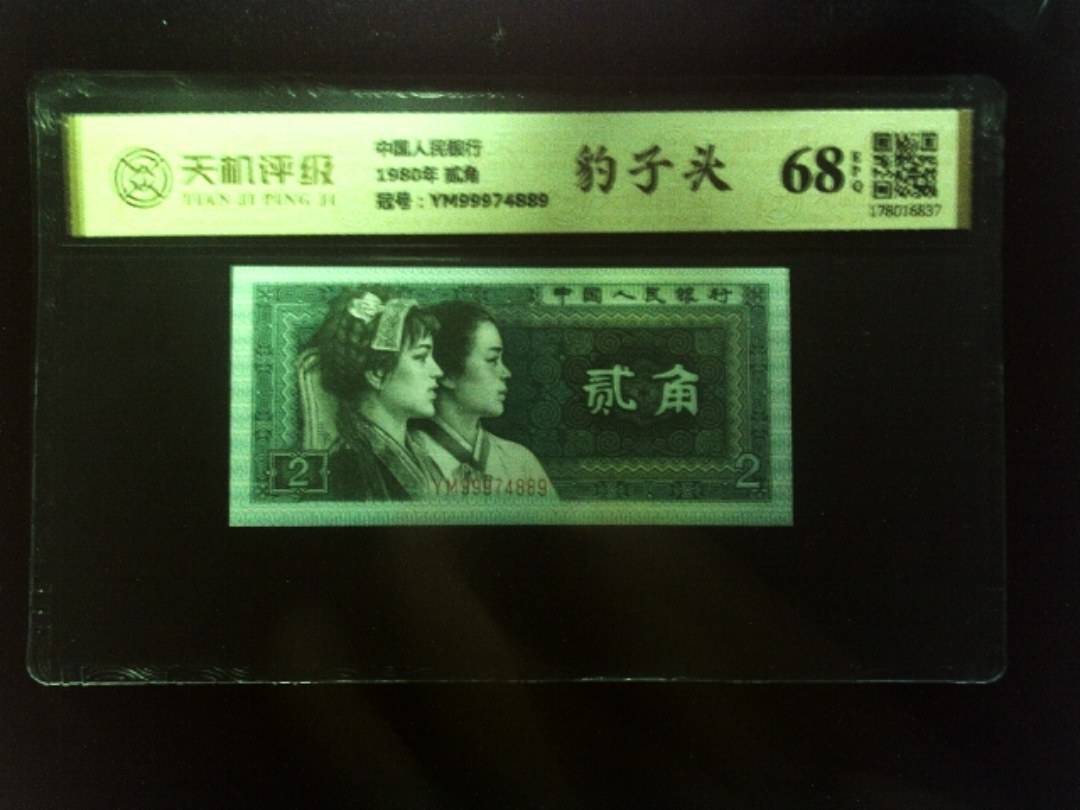 天机评级
TIAN JI PING JI
中国人民银行
1980年 贰角
冠号：YM99974889
豹子头
68
EPQ
178016837
中国人民银行
贰角
2
YM99974889
2